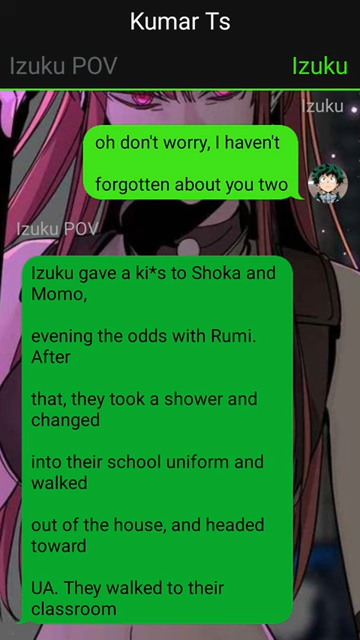 Kumar Ts
Izuku POV
Izuku
Izuku
oh don't worry, I haven't
forgotten about you two
Izuku POV
Izuku gave a ki*s to Shoka and
Momo,
evening the odds with Rumi.
After
that, they took a shower and
changed
into their school uniform and
walked
out of the house, and headed
toward
UA. They walked to their
classroom